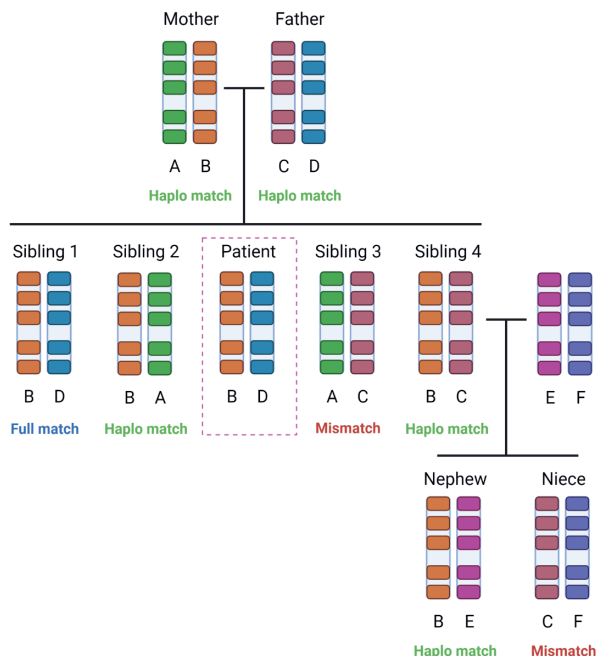 Mother Father
A B C D
Haplo match Haplo match
Sibling 1 Sibling 2 Patient Sibling 3 Sibling 4
B D B A B D A C B C E F
Full match Haplo match Mismatch Haplo match
Nephew Niece
B E C F
Haplo match Mismatch